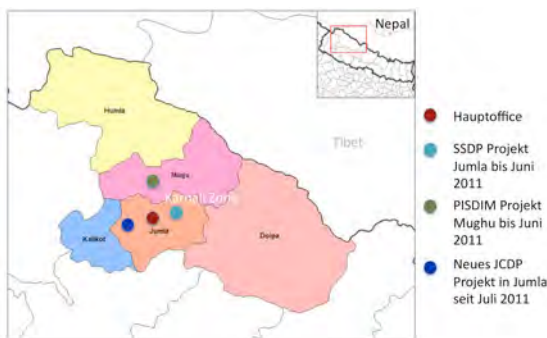 Nepal
Humla
Tibet
Mugu
Karnali Zone
Jumla
Kalikot
Dolpa
Hauptoffice
SSDP Projekt
Jumla bis Juni
2011
PISDIM Projekt
Mughu bis Juni
2011
Neues JCDP
Projekt in Jumla
seit Juli 2011